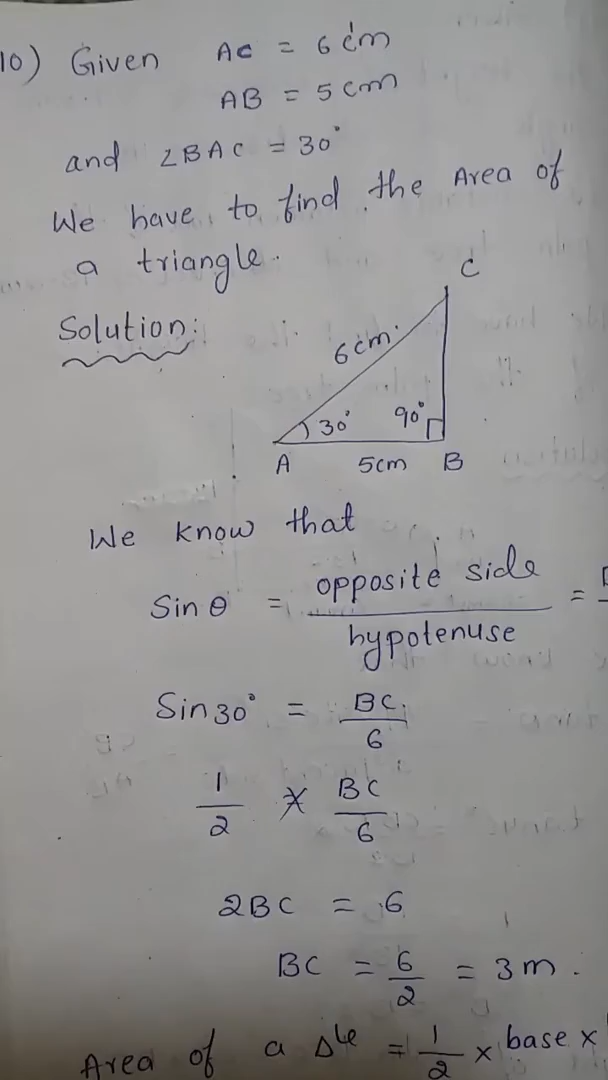 10) Given AC = 6 cm
AB = 5 cm
and ∠BAC = 30°
We have to find the Area of
a triangle.
Solution:
C
6 cm.
30° 90°
A 5cm B
We know that
Sin θ = opposite side / hypotenuse =
Sin 30° = BC / 6
1/2 × BC/6
2BC = 6
BC = 6/2 = 3 m.
Area of a Δle = 1/2 × base ×